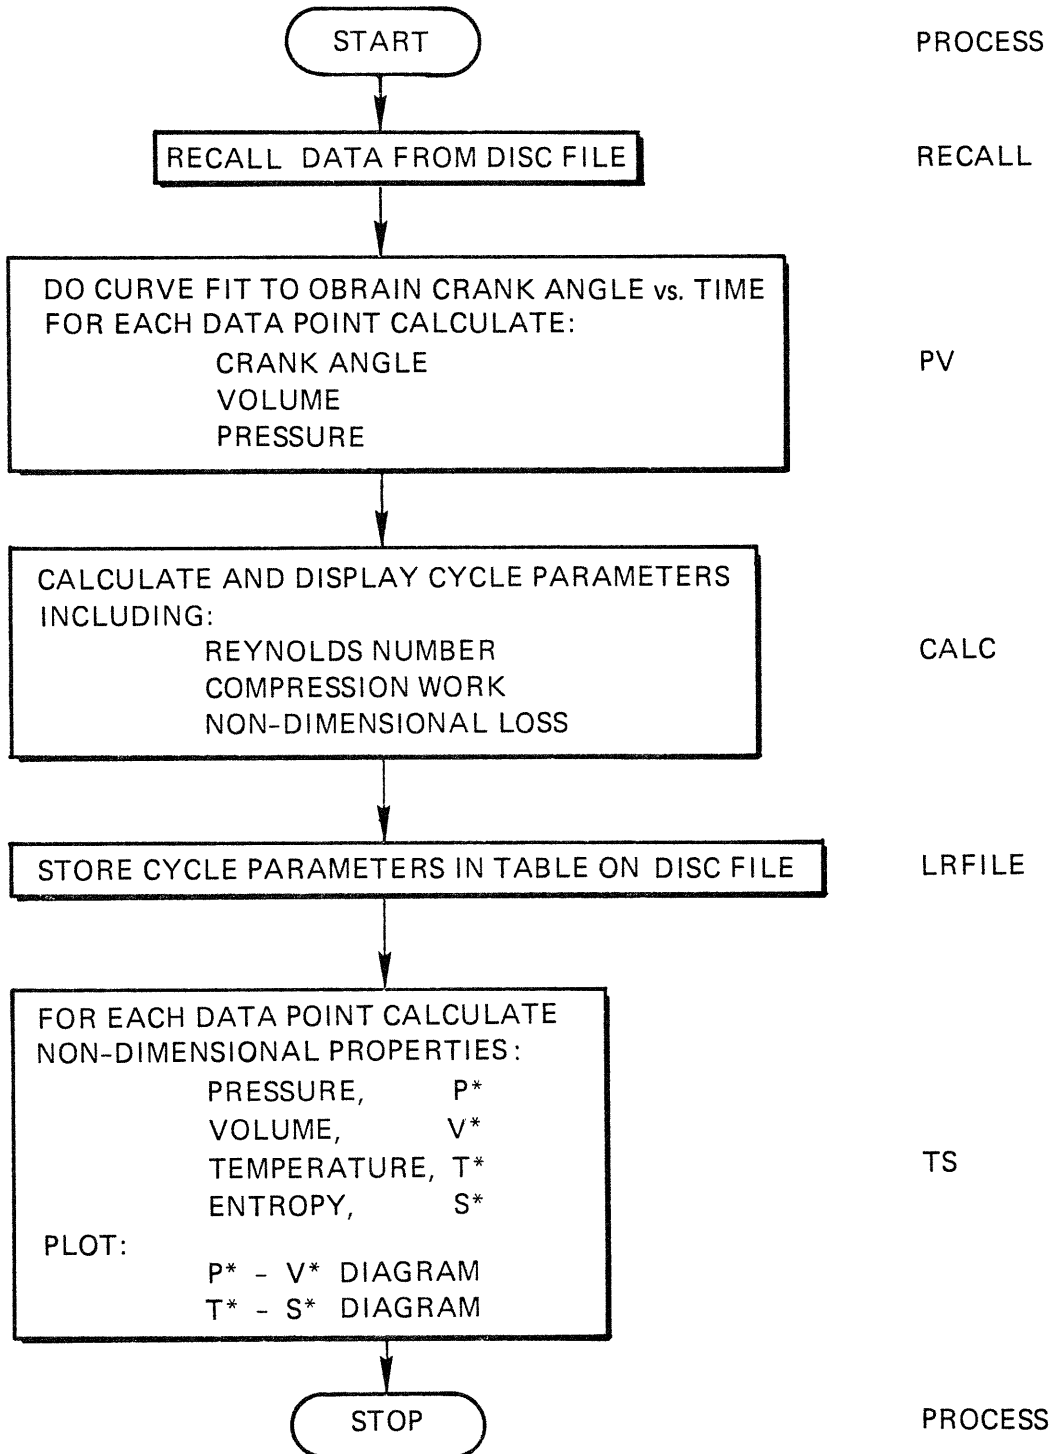 START PROCESS
RECALL DATA FROM DISC FILE RECALL
DO CURVE FIT TO OBRAIN CRANK ANGLE vs. TIME
FOR EACH DATA POINT CALCULATE:
CRANK ANGLE PV
VOLUME
PRESSURE
CALCULATE AND DISPLAY CYCLE PARAMETERS
INCLUDING:
REYNOLDS NUMBER CALC
COMPRESSION WORK
NON-DIMENSIONAL LOSS
STORE CYCLE PARAMETERS IN TABLE ON DISC FILE LRFILE
FOR EACH DATA POINT CALCULATE
NON-DIMENSIONAL PROPERTIES:
PRESSURE, P*
VOLUME, V*
TEMPERATURE, T* TS
ENTROPY, S*
PLOT:
P* - V* DIAGRAM
T* - S* DIAGRAM
STOP PROCESS